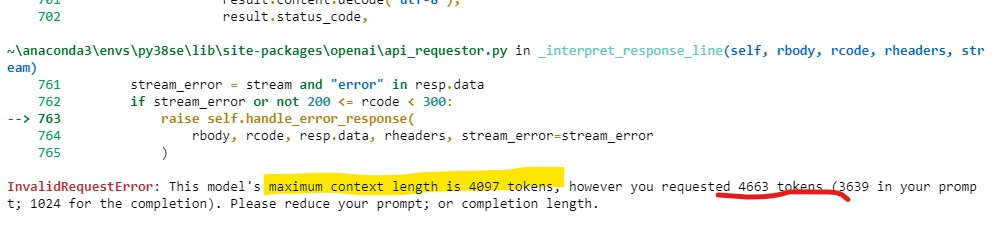 701 result.content.decode("utf-8"),
702 result.status_code,
~\anaconda3\envs\py38se\lib\site-packages\openai\api_requestor.py in _interpret_response_line(self, rbody, rcode, rheaders, str
eam)
761 stream_error = stream and "error" in resp.data
762 if stream_error or not 200 <= rcode < 300:
--> 763 raise self.handle_error_response(
764 rbody, rcode, resp.data, rheaders, stream_error=stream_error
765 )
InvalidRequestError: This model's maximum context length is 4097 tokens, however you requested 4663 tokens (3639 in your promp
t; 1024 for the completion). Please reduce your prompt; or completion length.